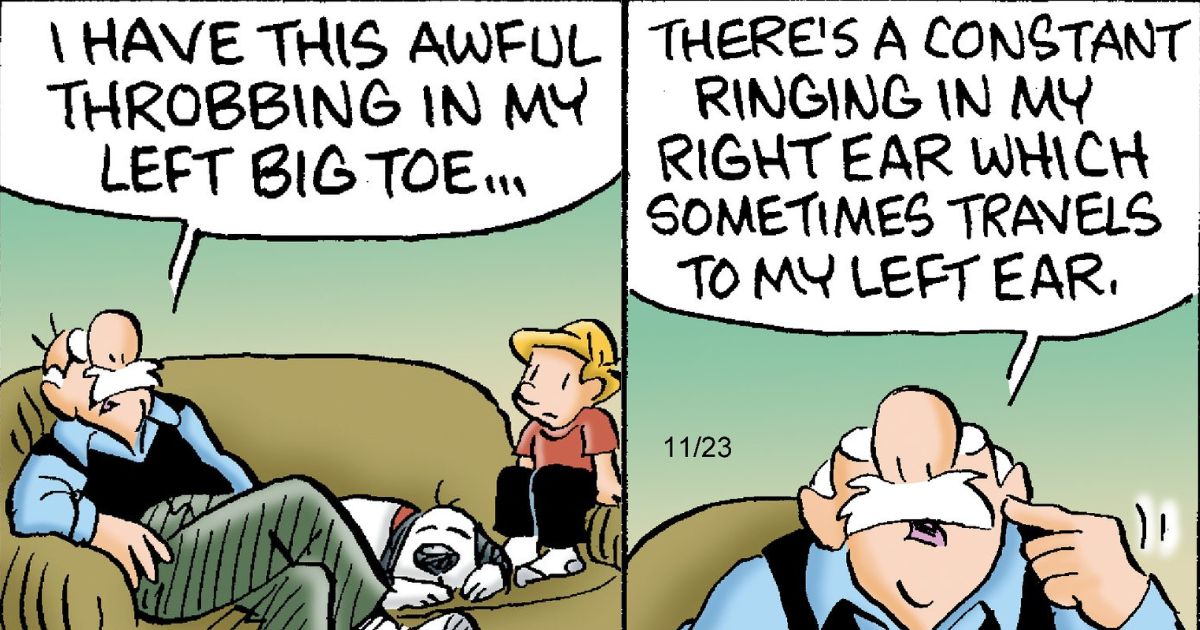 I HAVE THIS AWFUL
THROBBING IN MY
LEFT BIG TOE...
THERE'S A CONSTANT
RINGING IN MY
RIGHT EAR WHICH
SOMETIMES TRAVELS
TO MY LEFT EAR.
11/23